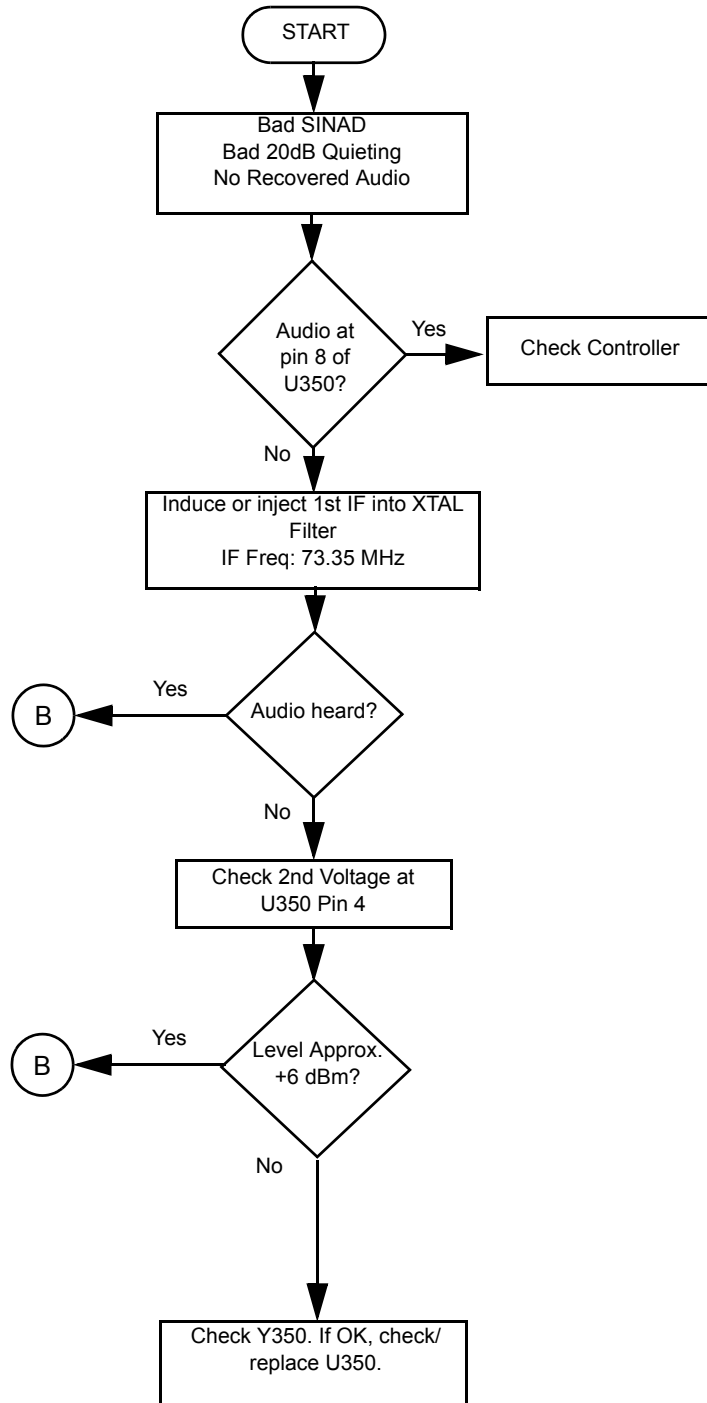 START
Bad SINAD
Bad 20dB Quieting
No Recovered Audio
Audio at
pin 8 of
U350?
Yes
Check Controller
No
Induce or inject 1st IF into XTAL
Filter
IF Freq: 73.35 MHz
Audio heard?
Yes
B
No
Check 2nd Voltage at
U350 Pin 4
Level Approx.
+6 dBm?
Yes
B
No
Check Y350. If OK, check/
replace U350.